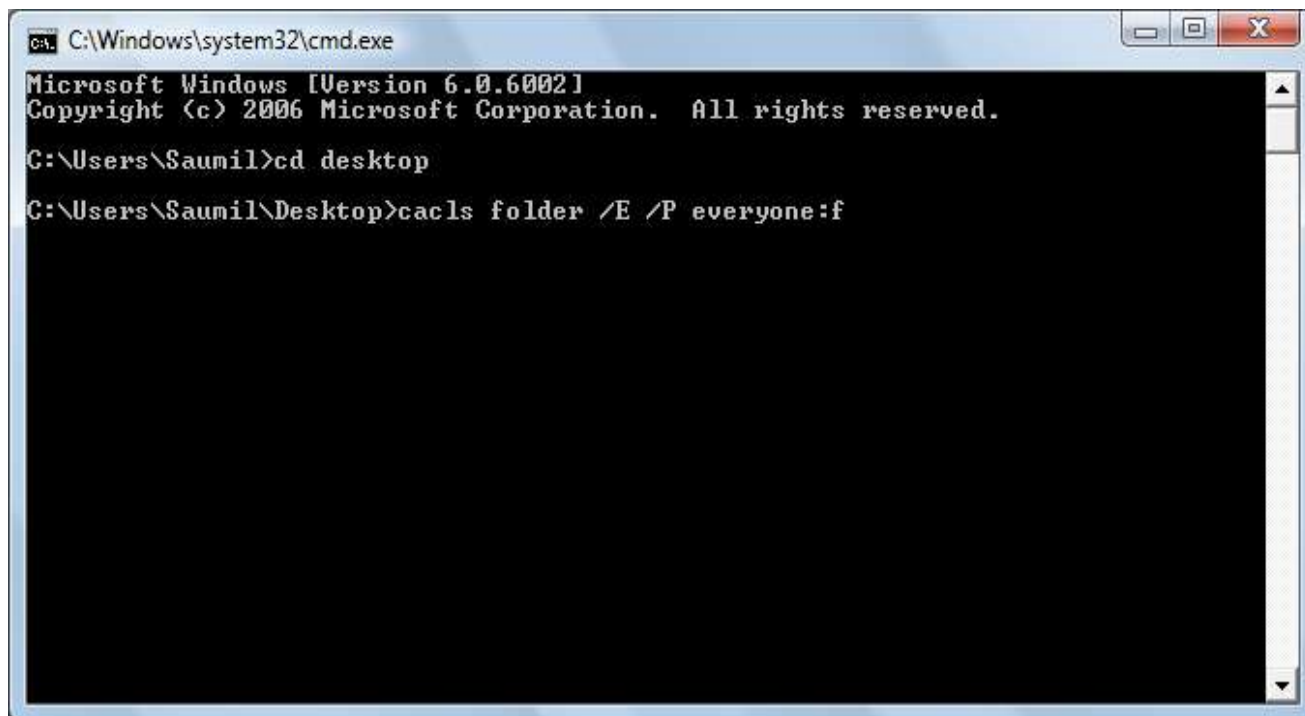 C:\Windows\system32\cmd.exe
Microsoft Windows [Version 6.0.6002]
Copyright (c) 2006 Microsoft Corporation.  All rights reserved.
C:\Users\Saumil>cd desktop
C:\Users\Saumil\Desktop>cacls folder /E /P everyone:f